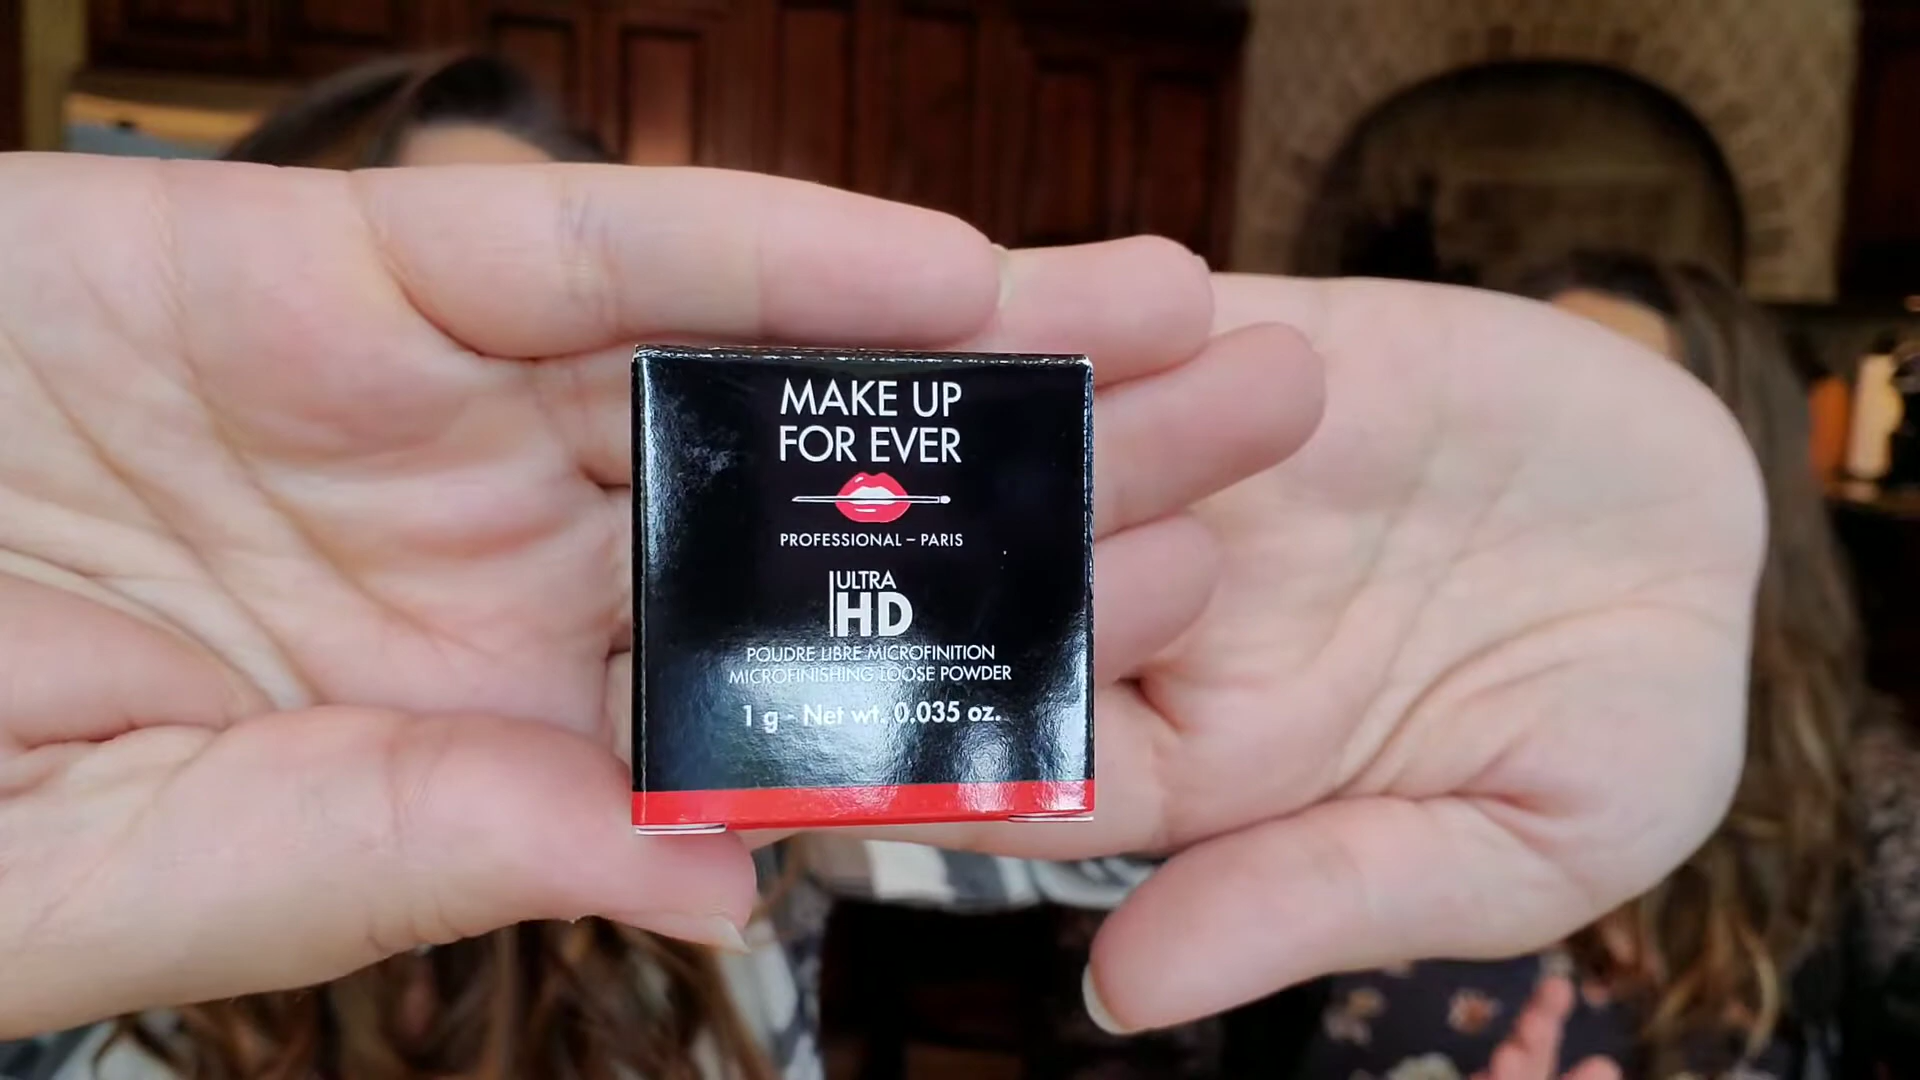 MAKE UP
FOR EVER
PROFESSIONAL – PARIS
ULTRA
HD
POUDRE LIBRE MICROFINITION
MICROFINISHING LOOSE POWDER
1 g - Net wt. 0.035 oz.